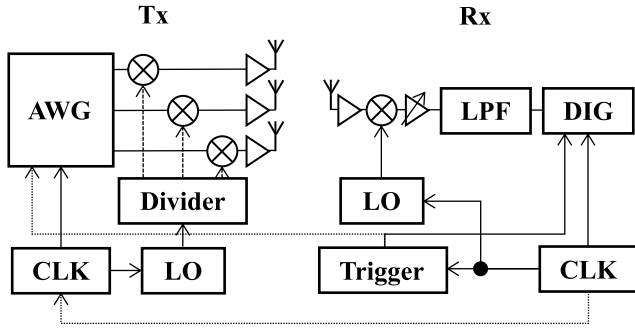 Tx
Rx
AWG
LPF
DIG
Divider
LO
CLK
LO
Trigger
CLK